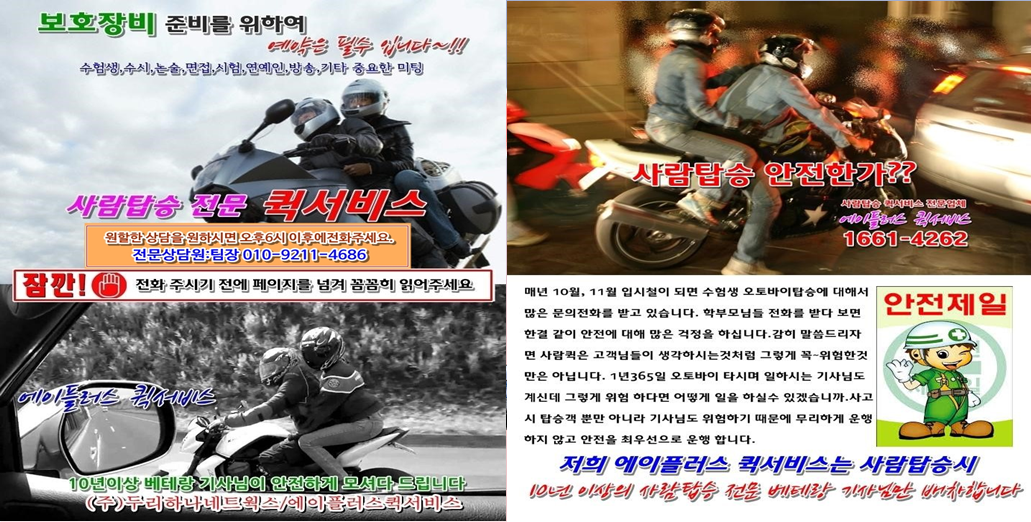 보호장비 준비를 위하여
예약은 필수 입니다~!!
수험생,수시,논술,면접,시험,연예인,방송,기타 중요한 미팅
사람탑승 전문 퀵서비스
원할한 상담을 원하시면 오후6시 이후에전화주세요.
전문상담원:팀장 010-9211-4686
잠깐! 전화 주시기 전에 페이지를 넘겨 꼼꼼히 읽어주세요
에이플러스 퀵서비스
10년이상 베테랑 기사님이 안전하게 모셔다 드립니다
(주)두리하나네트웍스/에이플러스퀵서비스
사람탑승 안전한가??
사람탑승 퀵서비스 전문업체
에이플러스 퀵서비스
1661-4262
매년 10월, 11월 입시철이 되면 수험생 오토바이탑승에 대해서
많은 문의전화를 받고 있습니다. 학부모님들 전화를 받다 보면
한결 같이 안전에 대해 많은 걱정을 하십니다.감히 말씀드리자
면 사람퀵은 고객님들이 생각하시는것처럼 그렇게 꼭~위험한것
만은 아닙니다. 1년365일 오토바이 타시며 일하시는 기사님도
계신데 그렇게 위험 하다면 어떻게 일을 하실수 있겠습니까.사고
시 탑승객 뿐만 아니라 기사님도 위험하기 때문에 무리하게 운행
하지 않고 안전을 최우선으로 운행 합니다.
안전제일
저희 에이플러스 퀵서비스는 사람탑승시
10년 이상의 사람탑승 전문 베테랑 기사님만 배차합니다